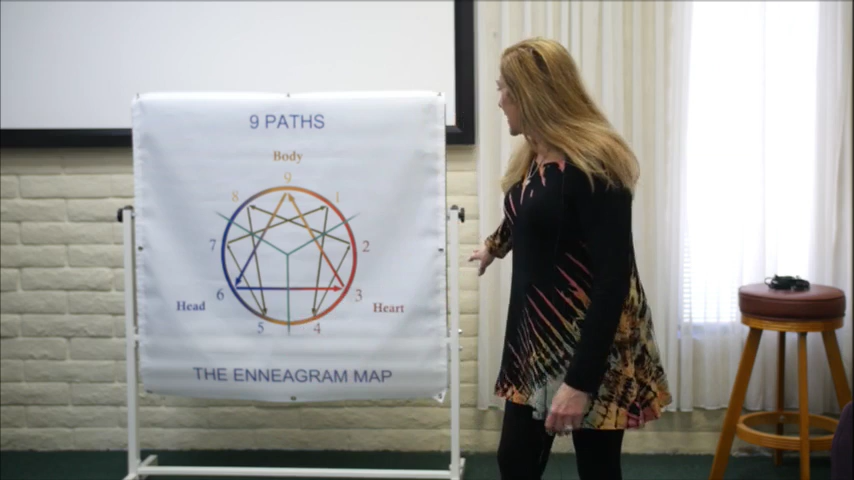 9 PATHS
Body
9
8 1
7 2
6 3
Head Heart
5 4
THE ENNEAGRAM MAP